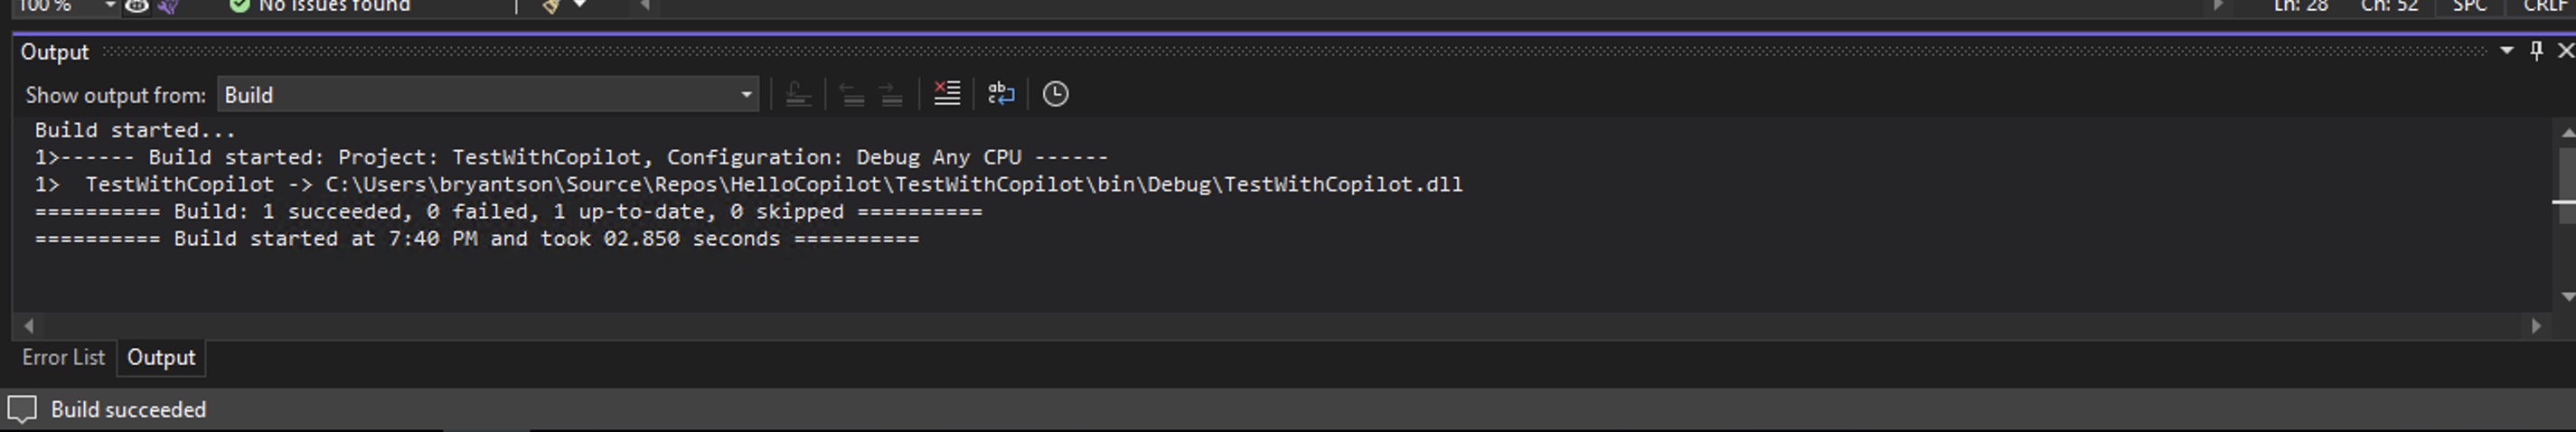 100 % No issues found Ln: 28 Ch: 52 SPC CRLF
Output
Show output from: Build
Build started...
1>------ Build started: Project: TestWithCopilot, Configuration: Debug Any CPU ------
1>  TestWithCopilot -> C:\Users\bryantson\Source\Repos\HelloCopilot\TestWithCopilot\bin\Debug\TestWithCopilot.dll
========== Build: 1 succeeded, 0 failed, 1 up-to-date, 0 skipped ==========
========== Build started at 7:40 PM and took 02.850 seconds ==========
Error List Output
Build succeeded